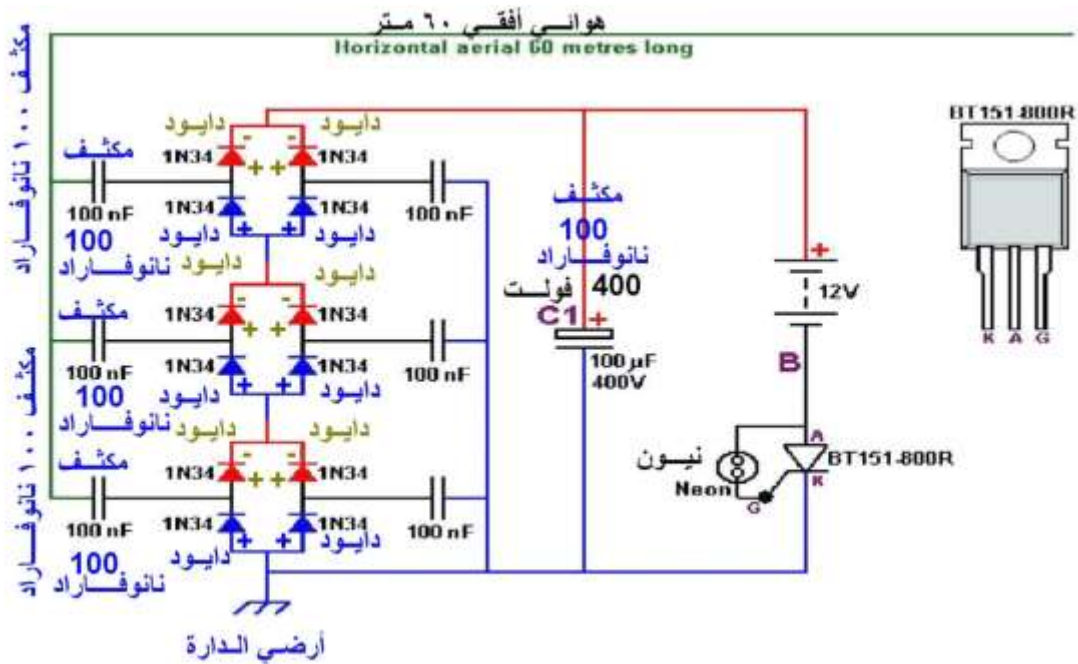 هوائي أفقي ٦٠ متر
Horizontal aerial 60 metres long
مكثف ١٠٠ نانوفاراد
مكثف
100 nF
100
نانوفاراد
دايود
دايود
1N34
- -
+ +
1N34
1N34
+ +
1N34
دايود
دايود
100 nF
مكثف ١٠٠ نانوفاراد
مكثف
100 nF
100
نانوفاراد
دايود
دايود
1N34
- -
+ +
1N34
1N34
+ +
1N34
دايود
دايود
100 nF
مكثف
100 nF
100
نانوفاراد
دايود
دايود
1N34
- -
+ +
1N34
1N34
+ +
1N34
دايود
دايود
100 nF
أرضي الدارة
مكثف
100
نانوفاراد
400 فولت
C1 +
100 µF
400V
+
12V
B
نيون
Neon
A
BT151-800R
K
G
BT151-800R
K A G